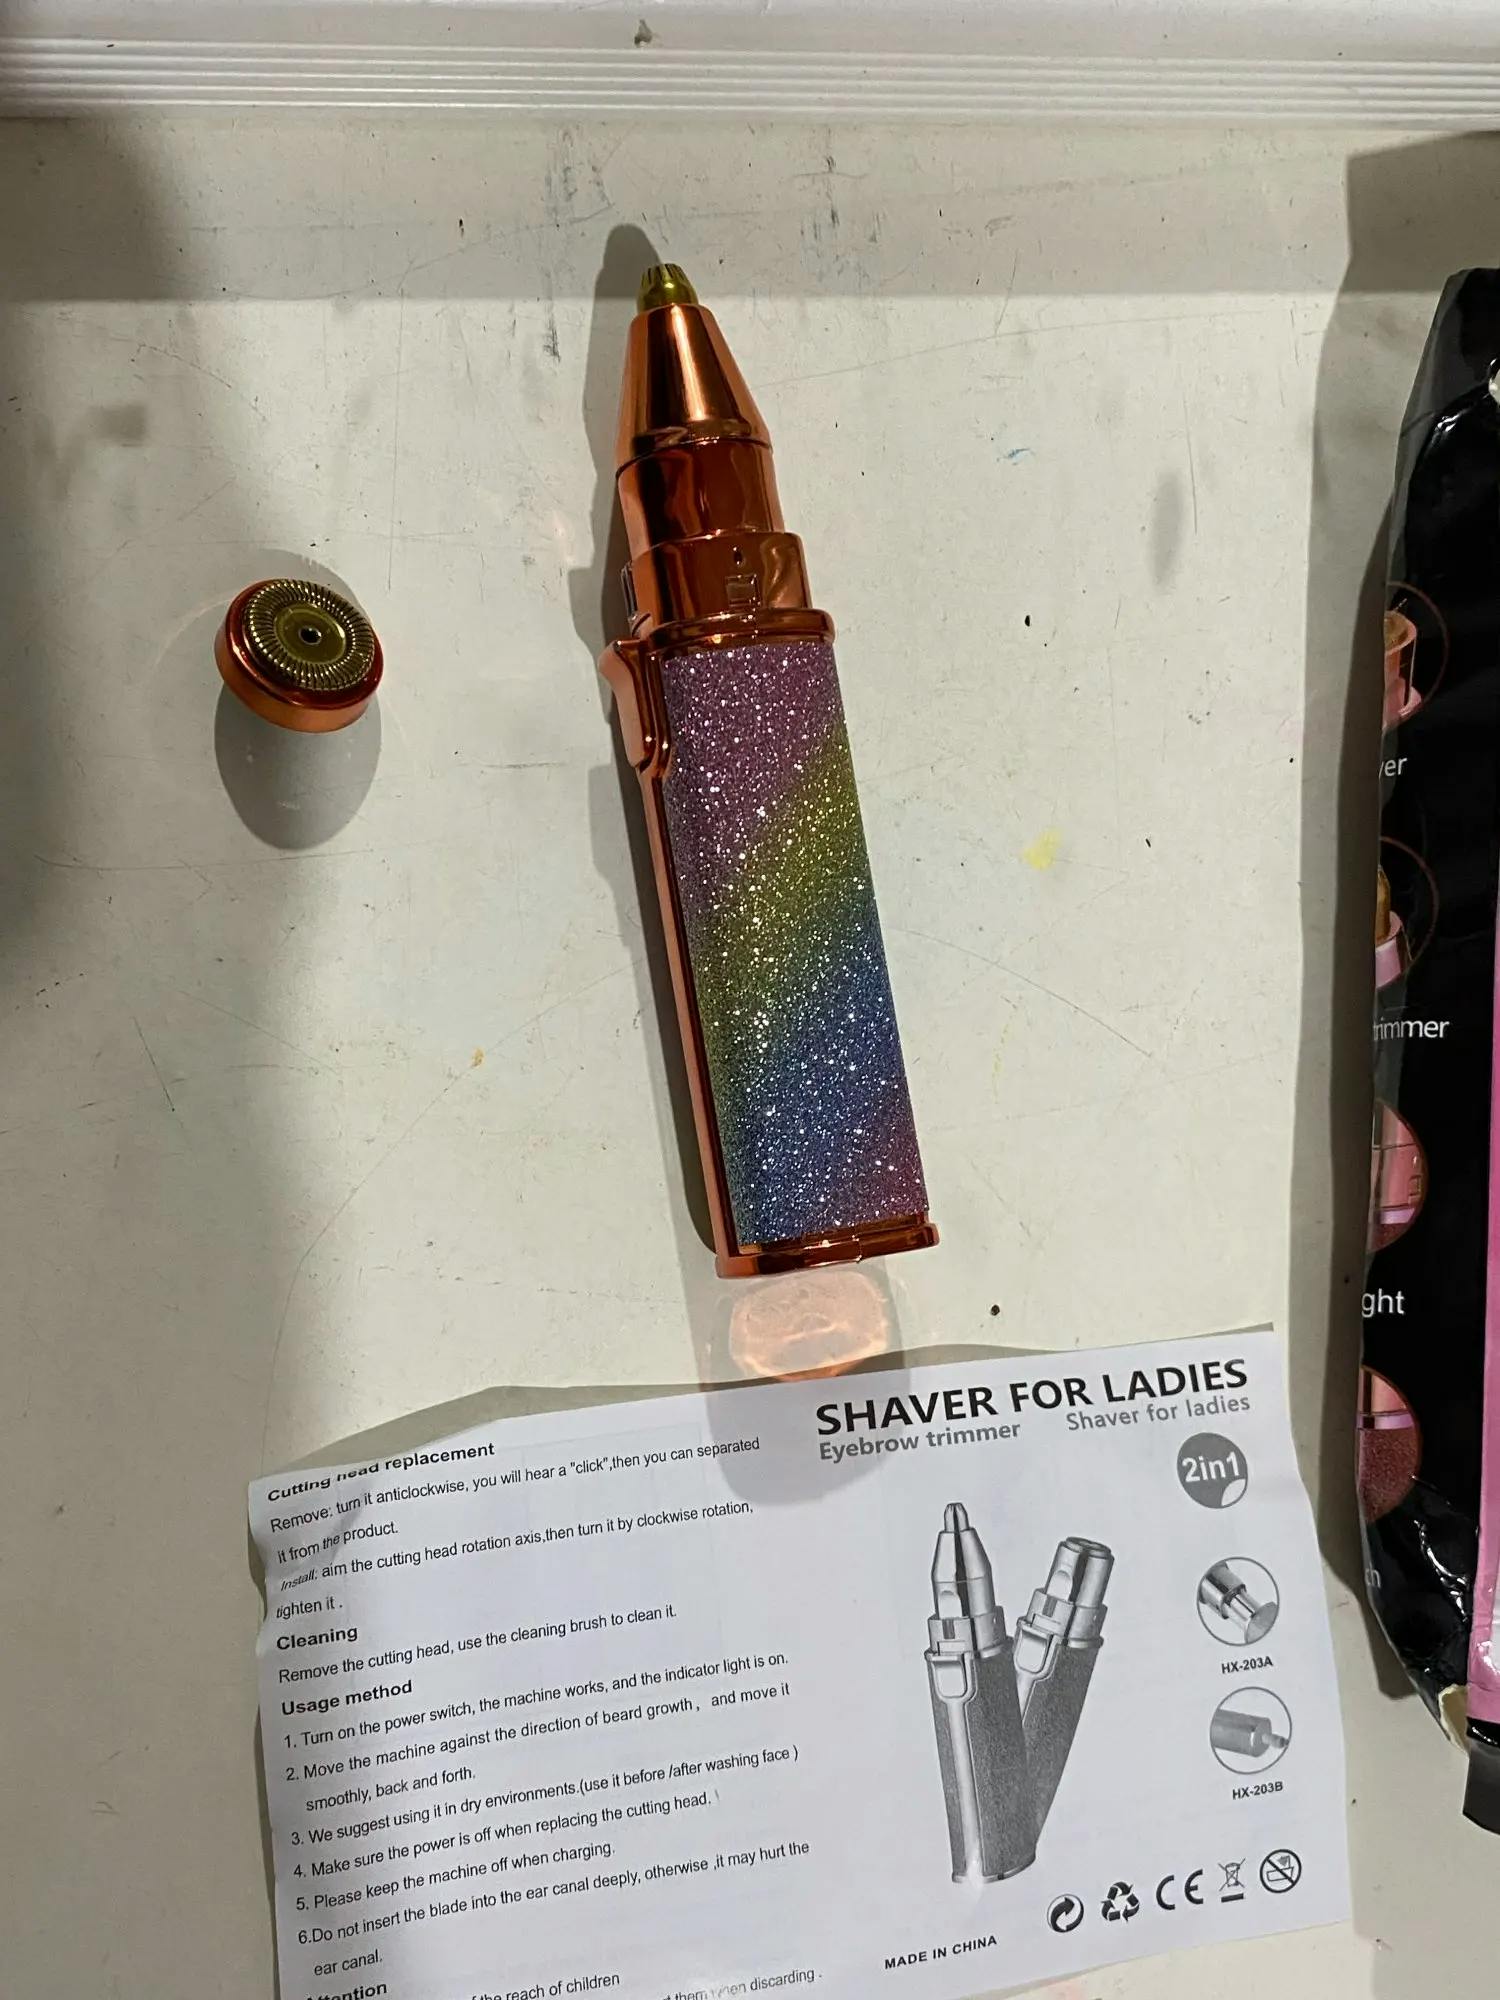 yer
rimmer
ght
ch
SHAVER FOR LADIES
Eyebrow trimmer Shaver for ladies
2in1
HX-203A
HX-203B
MADE IN CHINA
CE
Cutting head replacement
Remove: turn it anticlockwise, you will hear a "click",then you can separated
it from the product.
Install: aim the cutting head rotation axis,then turn it by clockwise rotation,
tighten it .
Cleaning
Remove the cutting head, use the cleaning brush to clean it.
Usage method
1. Turn on the power switch, the machine works, and the indicator light is on.
2. Move the machine against the direction of beard growth, and move it
smoothly, back and forth.
3. We suggest using it in dry environments.(use it before /after washing face )
4. Make sure the power is off when replacing the cutting head.
5. Please keep the machine off when charging.
6.Do not insert the blade into the ear canal deeply, otherwise ,it may hurt the
ear canal.
Attention
the reach of children
them when discarding .